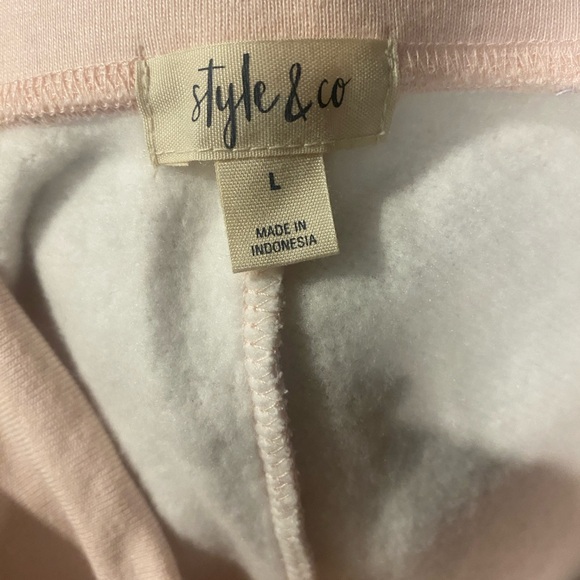 style & co
L
MADE IN
INDONESIA